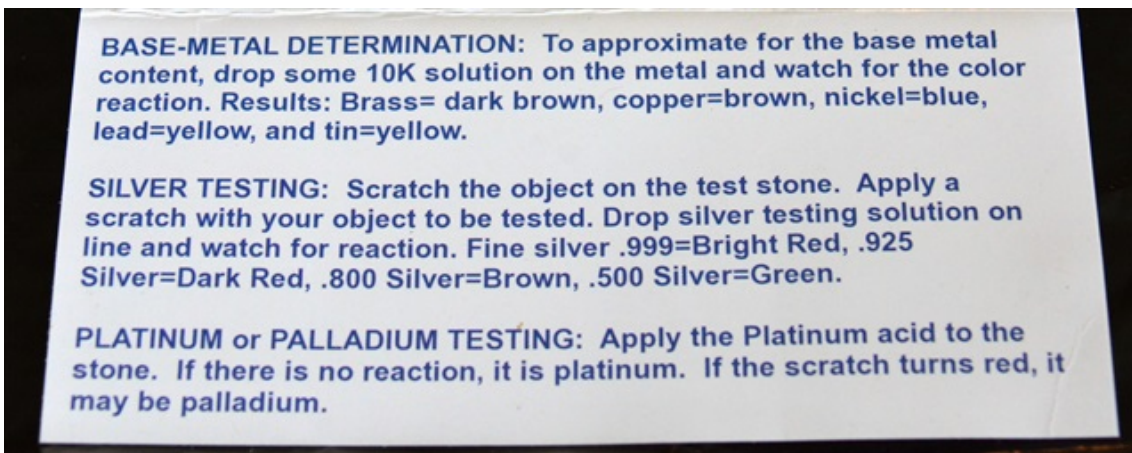 BASE-METAL DETERMINATION: To approximate for the base metal
content, drop some 10K solution on the metal and watch for the color
reaction. Results: Brass= dark brown, copper=brown, nickel=blue,
lead=yellow, and tin=yellow.
SILVER TESTING: Scratch the object on the test stone. Apply a
scratch with your object to be tested. Drop silver testing solution on
line and watch for reaction. Fine silver .999=Bright Red, .925
Silver=Dark Red, .800 Silver=Brown, .500 Silver=Green.
PLATINUM or PALLADIUM TESTING: Apply the Platinum acid to the
stone. If there is no reaction, it is platinum. If the scratch turns red, it
may be palladium.